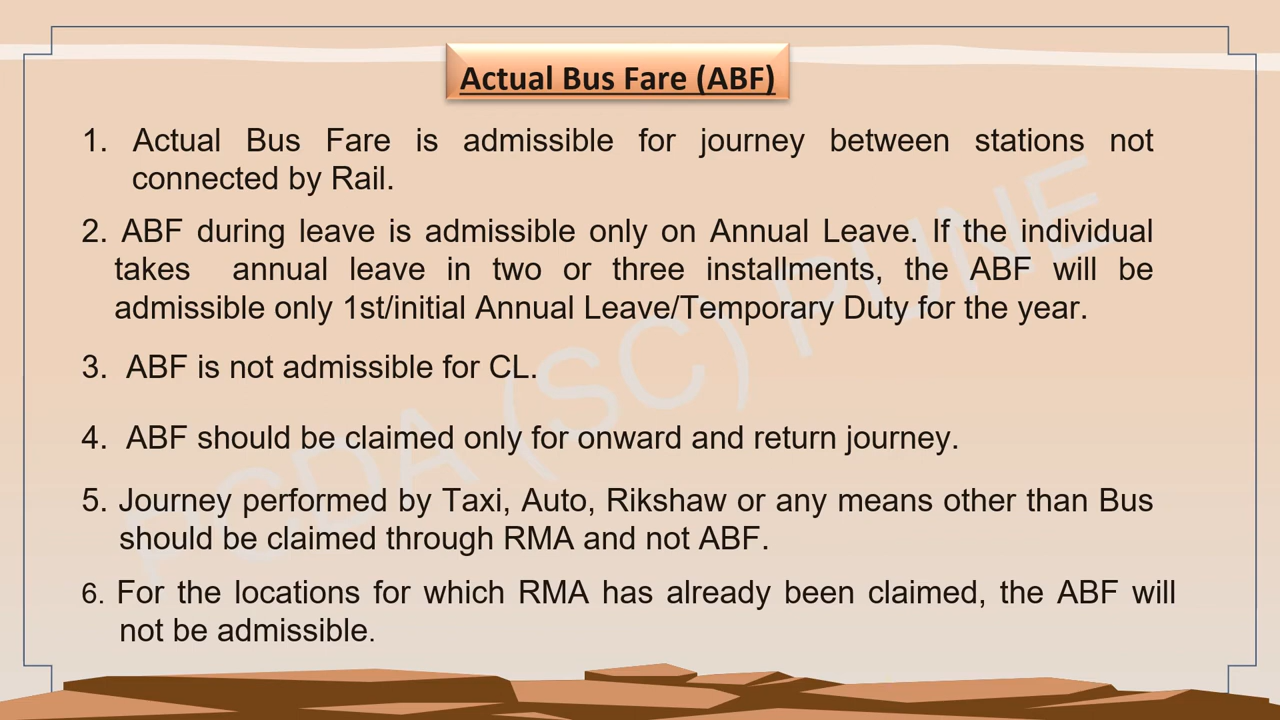 Actual Bus Fare (ABF)
1. Actual Bus Fare is admissible for journey between stations not
connected by Rail.
2. ABF during leave is admissible only on Annual Leave. If the individual
takes annual leave in two or three installments, the ABF will be
admissible only 1st/initial Annual Leave/Temporary Duty for the year.
3. ABF is not admissible for CL.
4. ABF should be claimed only for onward and return journey.
5. Journey performed by Taxi, Auto, Rikshaw or any means other than Bus
should be claimed through RMA and not ABF.
6. For the locations for which RMA has already been claimed, the ABF will
not be admissible.
PCDA (SC) PUNE